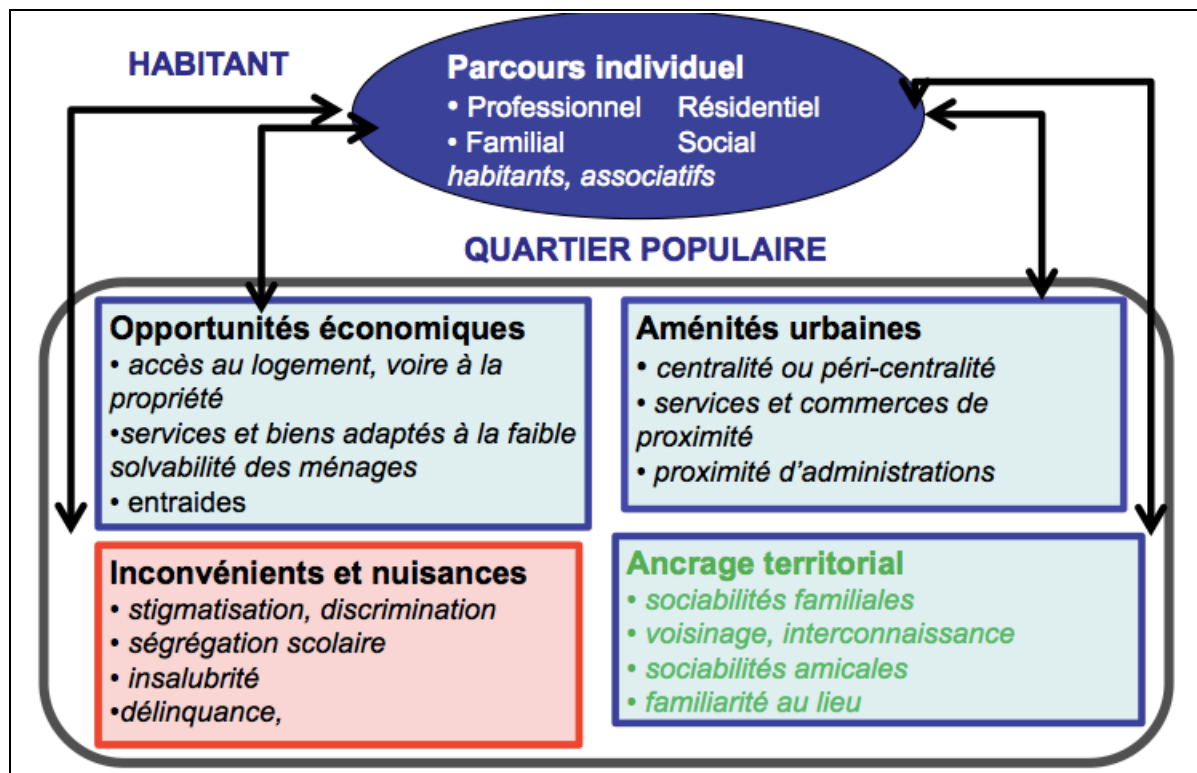 HABITANT
Parcours individuel
• Professionnel Résidentiel
• Familial Social
habitants, associatifs
QUARTIER POPULAIRE
Opportunités économiques
• accès au logement, voire à la
propriété
•services et biens adaptés à la faible
solvabilité des ménages
• entraides
Aménités urbaines
• centralité ou péri-centralité
• services et commerces de
proximité
• proximité d'administrations
Inconvénients et nuisances
• stigmatisation, discrimination
• ségrégation scolaire
• insalubrité
•délinquance,
Ancrage territorial
• sociabilités familiales
• voisinage, interconnaissance
• sociabilités amicales
• familiarité au lieu